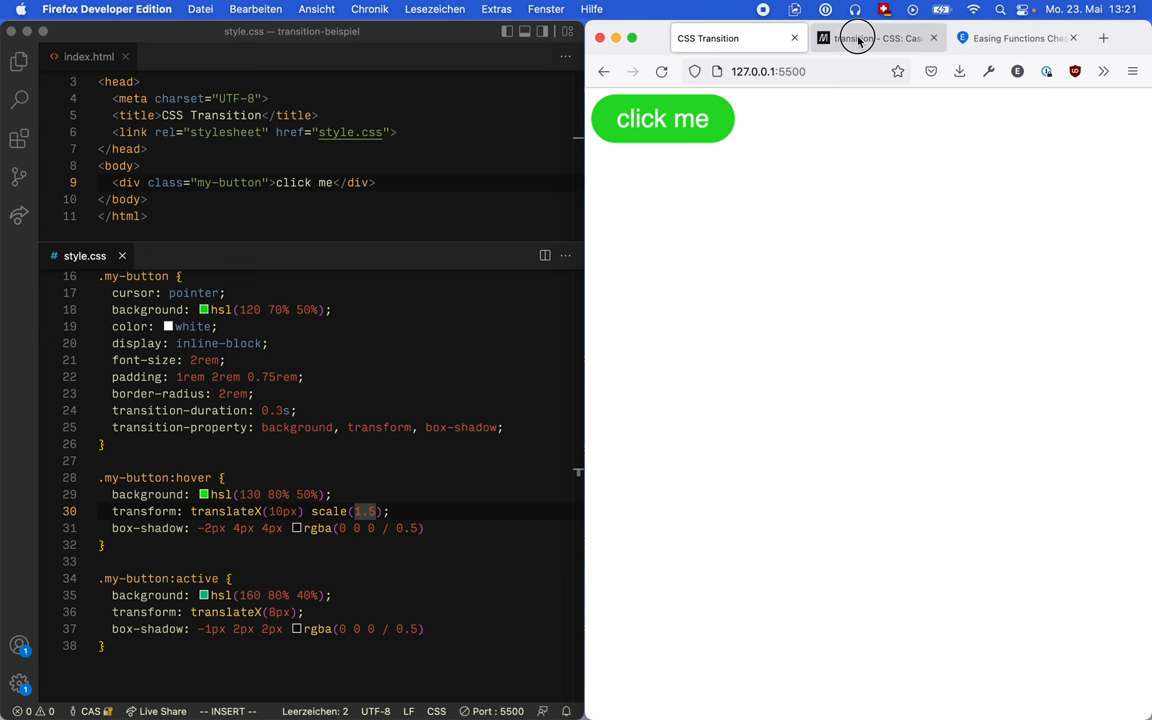 Firefox Developer Edition Datei Bearbeiten Ansicht Chronik Lesezeichen Extras Fenster Hilfe Mo. 23. Mai 13:21
style.css — transition-beispiel
index.html
3 <head>
4 <meta charset="UTF-8">
5 <title>CSS Transition</title>
6 <link rel="stylesheet" href="style.css">
7 </head>
8 <body>
9 <div class="my-button">click me</div>
10 </body>
11 </html>
# style.css
16 .my-button {
17 cursor: pointer;
18 background: hsl(120 70% 50%);
19 color: white;
20 display: inline-block;
21 font-size: 2rem;
22 padding: 1rem 2rem 0.75rem;
23 border-radius: 2rem;
24 transition-duration: 0.3s;
25 transition-property: background, transform, box-shadow;
26 }
27
28 .my-button:hover {
29 background: hsl(130 80% 50%);
30 transform: translateX(10px) scale(1.5);
31 box-shadow: -2px 4px 4px rgba(0 0 0 / 0.5)
32 }
33
34 .my-button:active {
35 background: hsl(160 80% 40%);
36 transform: translateX(8px);
37 box-shadow: -1px 2px 2px rgba(0 0 0 / 0.5)
38 }
1
1
0 0 CAS Live Share -- INSERT -- Leerzeichen: 2 UTF-8 LF CSS Port : 5500
CSS Transition
transition - CSS: Cas
Easing Functions Chea
127.0.0.1:5500
click me